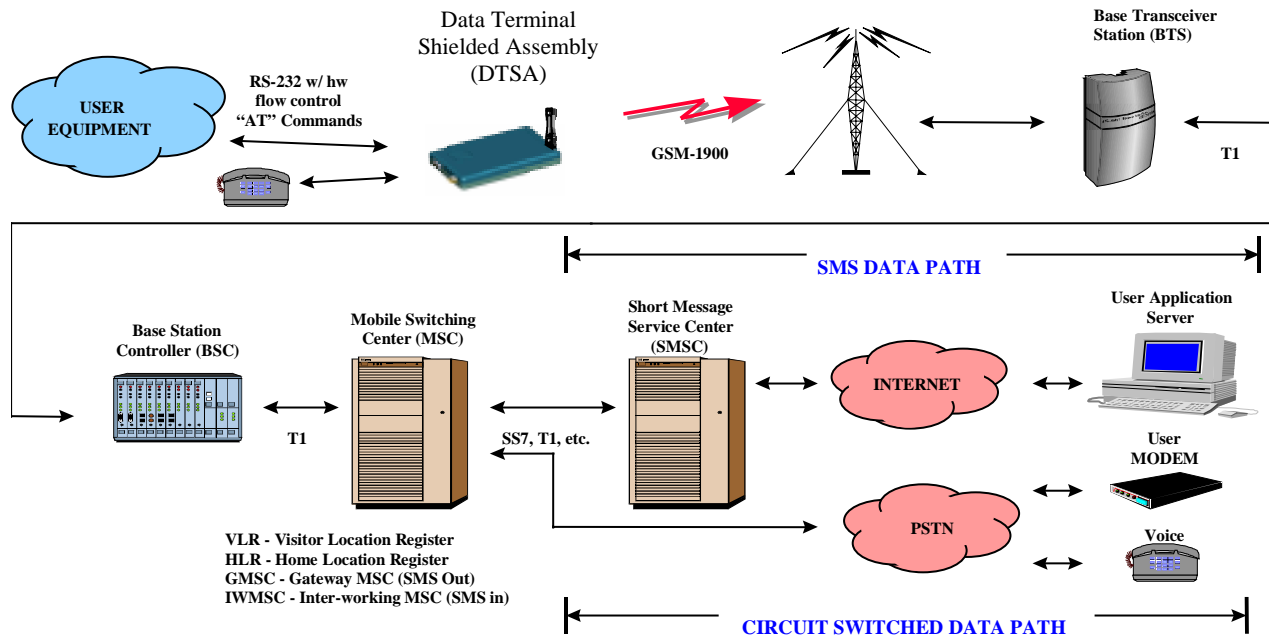 Data Terminal
Shielded Assembly
(DTSA)
Base Transceiver
Station (BTS)
RS-232 w/ hw
flow control
“AT” Commands
USER
EQUIPMENT
GSM-1900
T1
SMS DATA PATH
Base Station
Controller (BSC)
Mobile Switching
Center (MSC)
Short Message
Service Center
(SMSC)
User Application
Server
INTERNET
T1
SS7, T1, etc.
User
MODEM
PSTN
Voice
VLR - Visitor Location Register
HLR - Home Location Register
GMSC - Gateway MSC (SMS Out)
IWMSC - Inter-working MSC (SMS in)
CIRCUIT SWITCHED DATA PATH